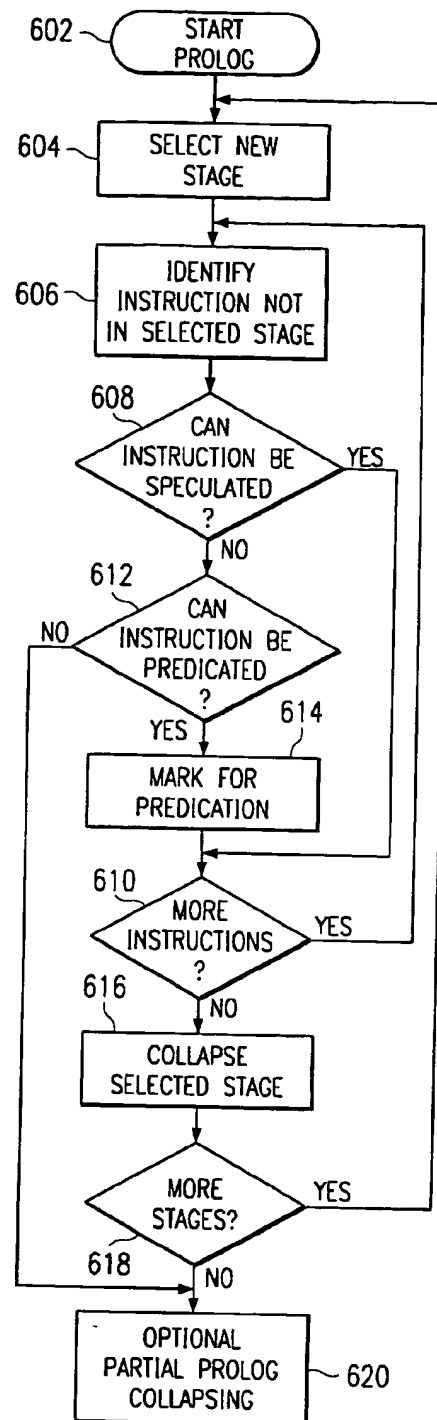 602
START
PROLOG
604
SELECT NEW
STAGE
606
IDENTIFY
INSTRUCTION NOT
IN SELECTED STAGE
608
CAN
INSTRUCTION BE
SPECULATED
?
YES
NO
612
CAN
INSTRUCTION BE
PREDICATED
?
NO
YES
614
MARK FOR
PREDICATION
610
MORE
INSTRUCTIONS
?
YES
NO
616
COLLAPSE
SELECTED STAGE
MORE
STAGES?
YES
618
NO
OPTIONAL
PARTIAL PROLOG
COLLAPSING
620